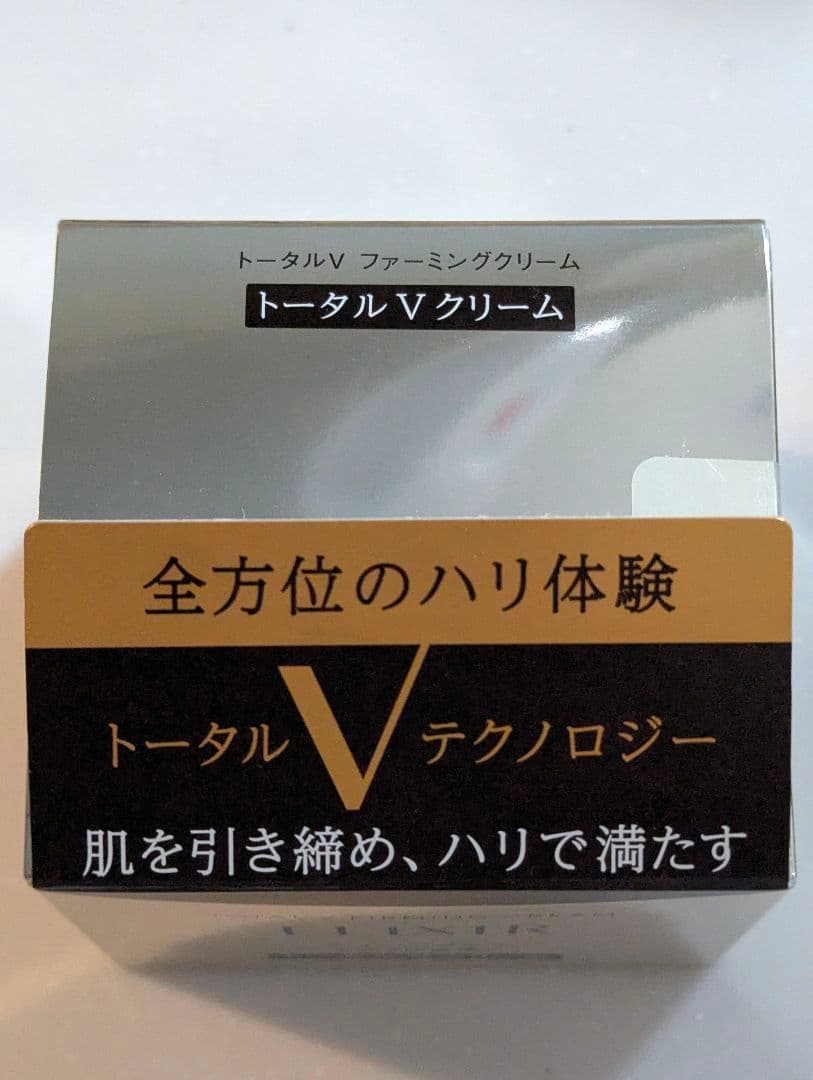 トータルV ファーミングクリーム
トータルVクリーム
全方位のハリ体験
トータルVテクノロジー
肌を引き締め、ハリで満たす